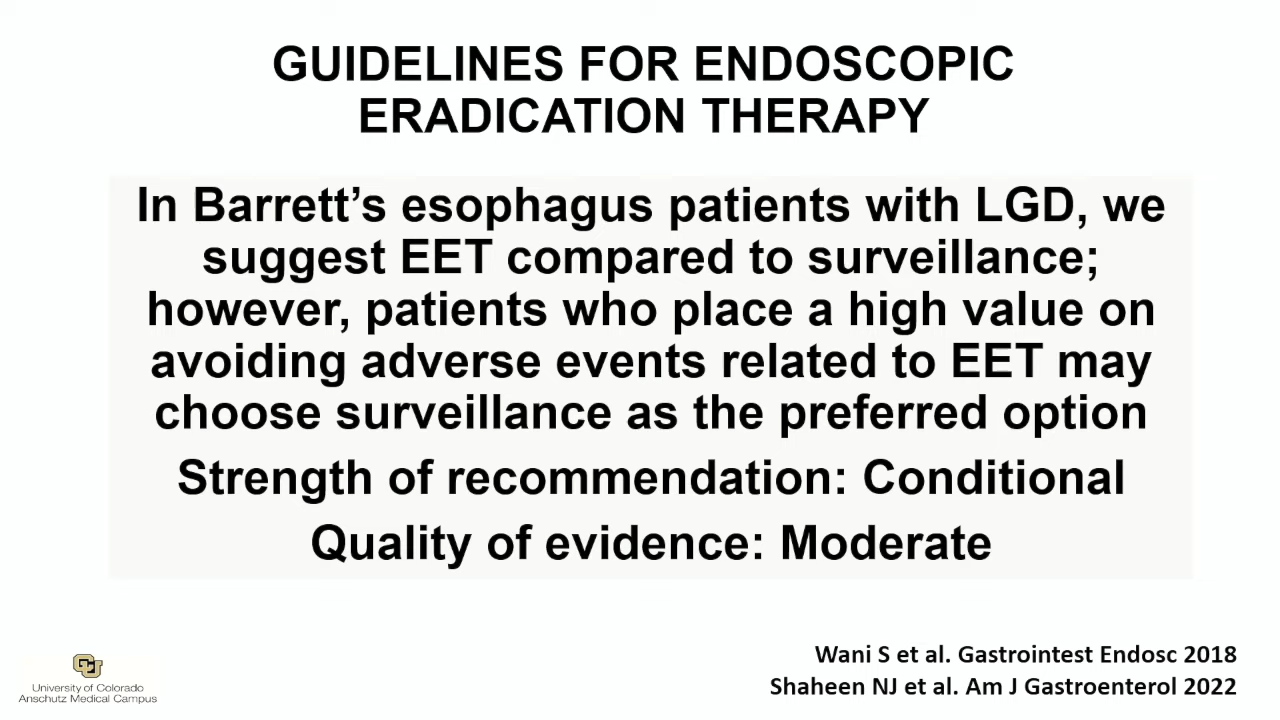 GUIDELINES FOR ENDOSCOPIC
ERADICATION THERAPY
In Barrett’s esophagus patients with LGD, we
suggest EET compared to surveillance;
however, patients who place a high value on
avoiding adverse events related to EET may
choose surveillance as the preferred option
Strength of recommendation: Conditional
Quality of evidence: Moderate
Wani S et al. Gastrointest Endosc 2018
Shaheen NJ et al. Am J Gastroenterol 2022
CU
University of Colorado
Anschutz Medical Campus